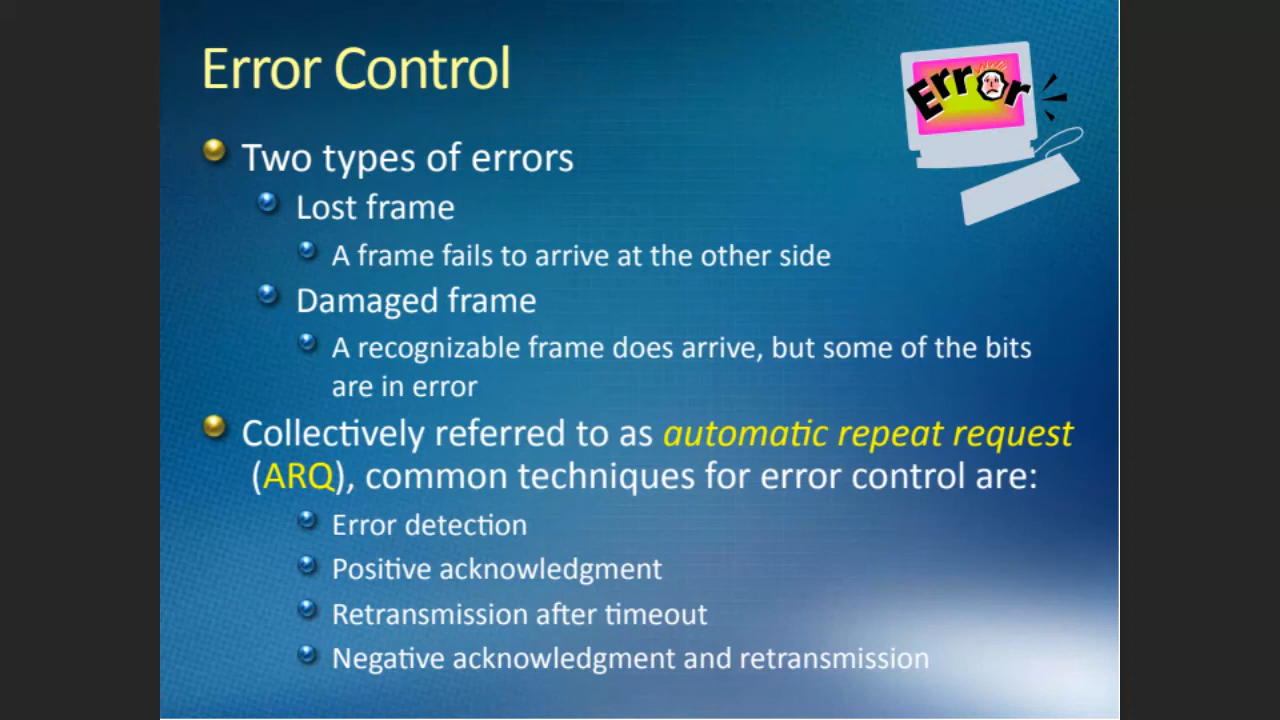 Error Control
Error
Two types of errors
Lost frame
A frame fails to arrive at the other side
Damaged frame
A recognizable frame does arrive, but some of the bits
are in error
Collectively referred to as automatic repeat request
(ARQ), common techniques for error control are:
Error detection
Positive acknowledgment
Retransmission after timeout
Negative acknowledgment and retransmission